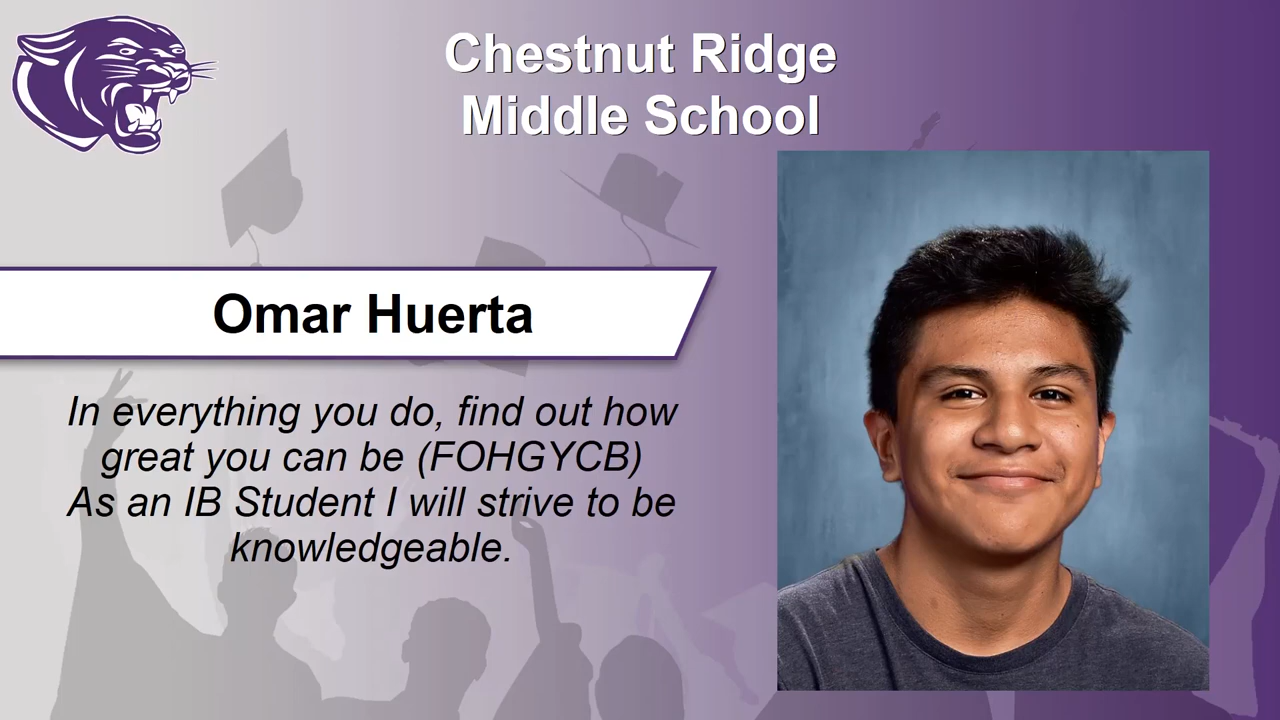 Chestnut Ridge
Middle School
Omar Huerta
In everything you do, find out how
great you can be (FOHGYCB)
As an IB Student I will strive to be
knowledgeable.